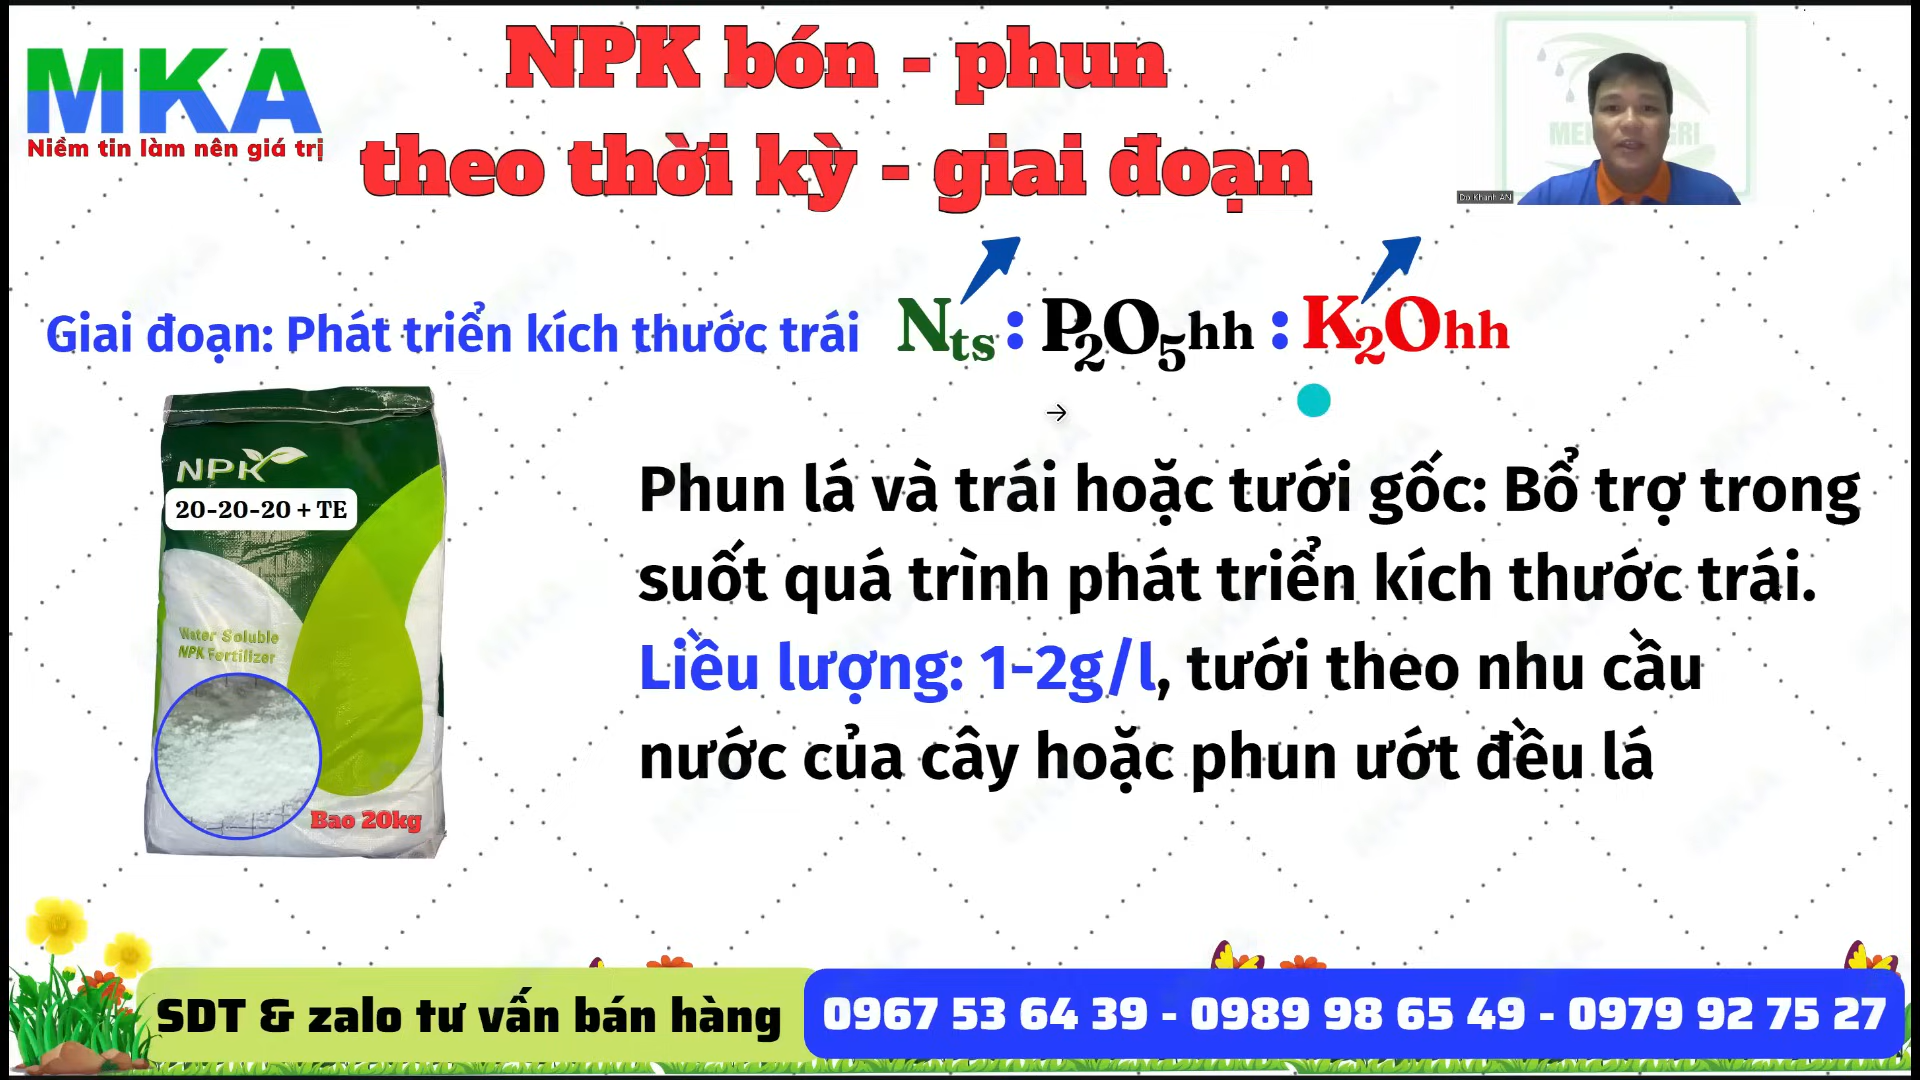 MKA
Niềm tin làm nên giá trị
NPK bón - phun
theo thời kỳ - giai đoạn
Do Khanh AN
Giai đoạn: Phát triển kích thước trái
Nts : P2O5hh : K2Ohh
NPK
20-20-20 + TE
Water Soluble
NPK Fertilizer
Bao 20kg
Phun lá và trái hoặc tưới gốc: Bổ trợ trong
suốt quá trình phát triển kích thước trái.
Liều lượng: 1-2g/l, tưới theo nhu cầu
nước của cây hoặc phun ướt đều lá
SDT & zalo tư vấn bán hàng
0967 53 64 39 - 0989 98 65 49 - 0979 92 75 27